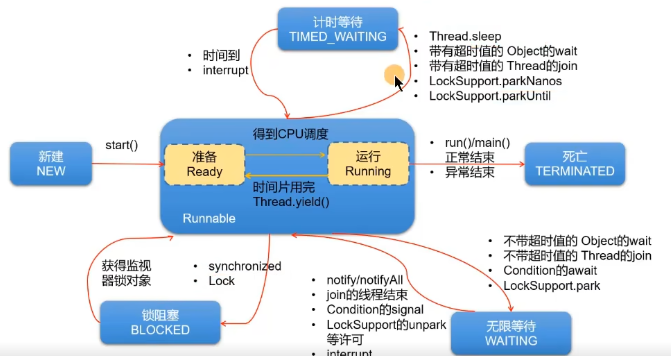 计时等待
TIMED_WAITING
• 时间到
• interrupt
• Thread.sleep
• 带有超时值的 Object的wait
• 带有超时值的 Thread的join
• LockSupport.parkNanos
• LockSupport.parkUntil
新建
NEW
start()
得到CPU调度
准备
Ready
运行
Running
时间片用完
Thread.yield()
Runnable
• run()/main()
正常结束
• 异常结束
死亡
TERMINATED
获得监视
器锁对象
• synchronized
• Lock
锁阻塞
BLOCKED
• notify/notifyAll
• join的线程结束
• Condition的signal
• LockSupport的unpark
等许可
• interrupt
• 不带超时值的 Object的wait
• 不带超时值的 Thread的join
• Condition的await
• LockSupport.park
无限等待
WAITING